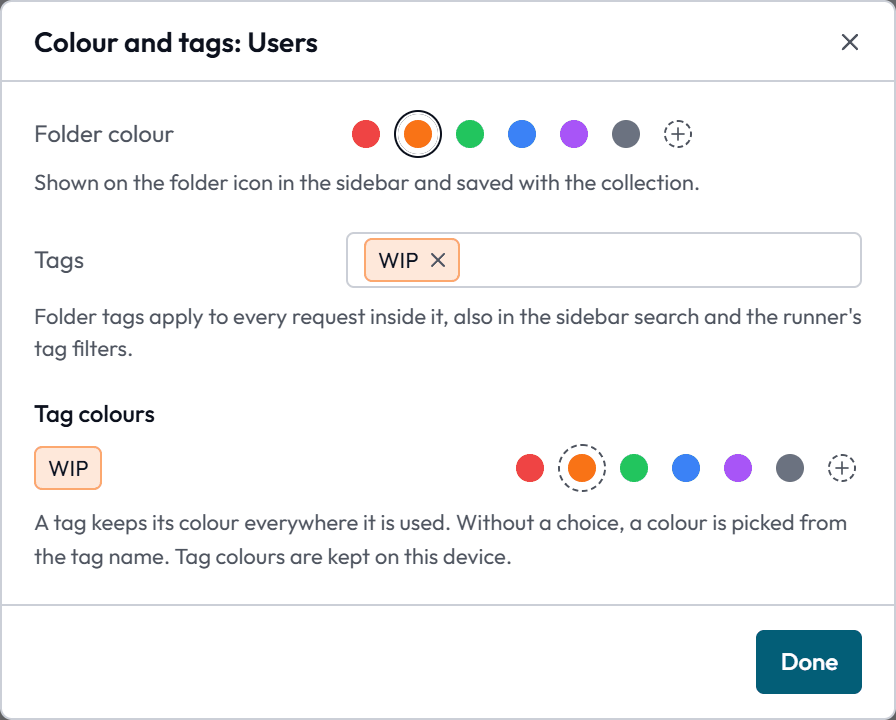 Colour and tags: Users
Folder colour
Shown on the folder icon in the sidebar and saved with the collection.
Tags
WIP
Folder tags apply to every request inside it, also in the sidebar search and the runner's
tag filters.
Tag colours
WIP
A tag keeps its colour everywhere it is used. Without a choice, a colour is picked from
the tag name. Tag colours are kept on this device.
Done